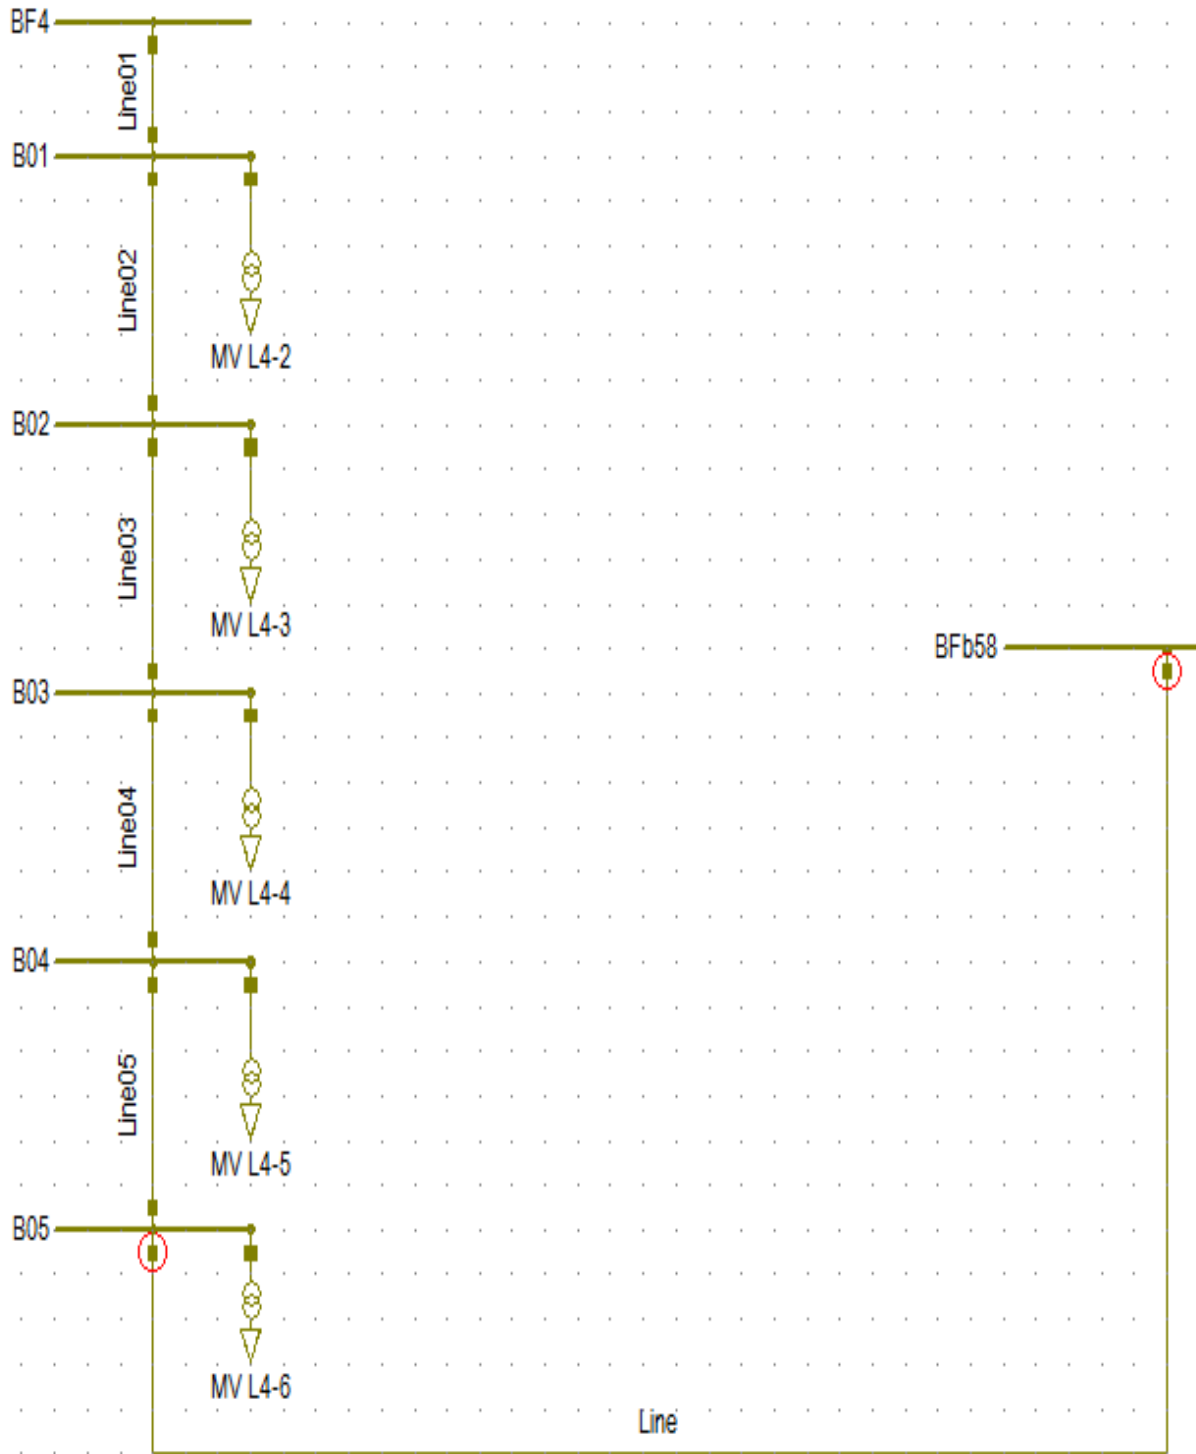 BF4
Line01
B01
Line02
MV L4-2
B02
Line03
MV L4-3
BFb58
B03
Line04
MV L4-4
B04
Line05
MV L4-5
B05
MV L4-6
Line